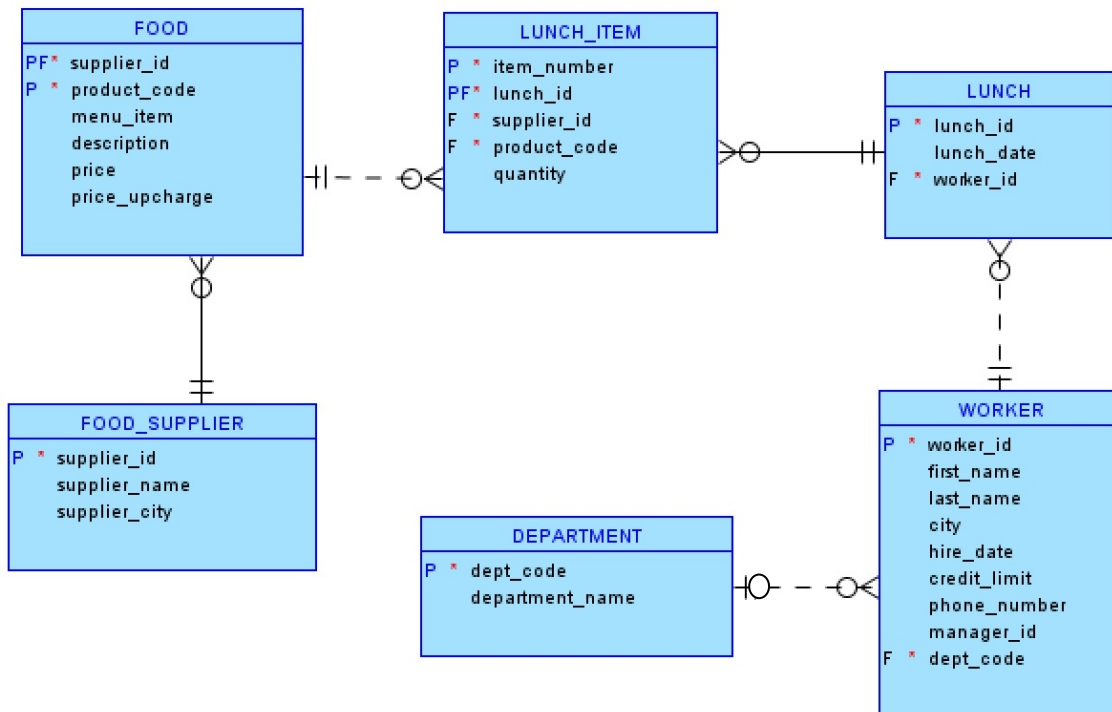 FOOD
PF* supplier_id
P * product_code
menu_item
description
price
price_upcharge
LUNCH_ITEM
P * item_number
PF* lunch_id
F * supplier_id
F * product_code
quantity
LUNCH
P * lunch_id
lunch_date
F * worker_id
FOOD_SUPPLIER
P * supplier_id
supplier_name
supplier_city
DEPARTMENT
P * dept_code
department_name
WORKER
P * worker_id
first_name
last_name
city
hire_date
credit_limit
phone_number
manager_id
F * dept_code